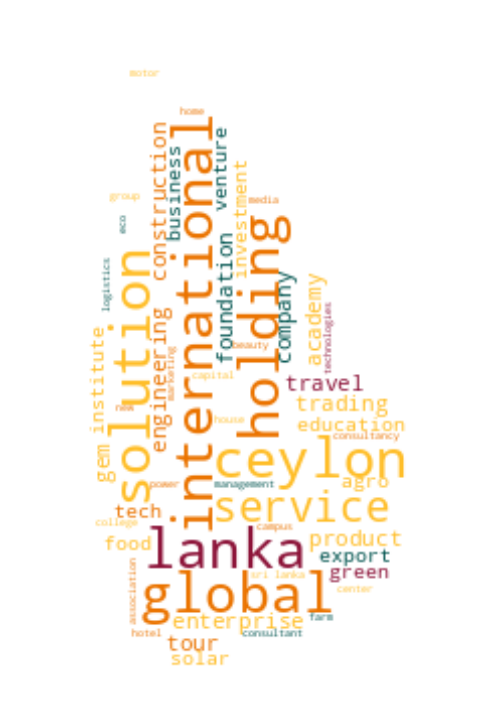 motor
home
international
construction
business
venture
investment
group
media
eco
holding
foundation
solution
logistics
company
academy
technologies
engineering
institute
beauty
marketing
capital
travel
new
trading
house
education
consultancy
gem
ceylon
power
management
agro
service
tech
college
campus
lanka
food
product
export
association
sri lanka
green
global
center
enterprise
farm
hotel
consultant
tour
solar